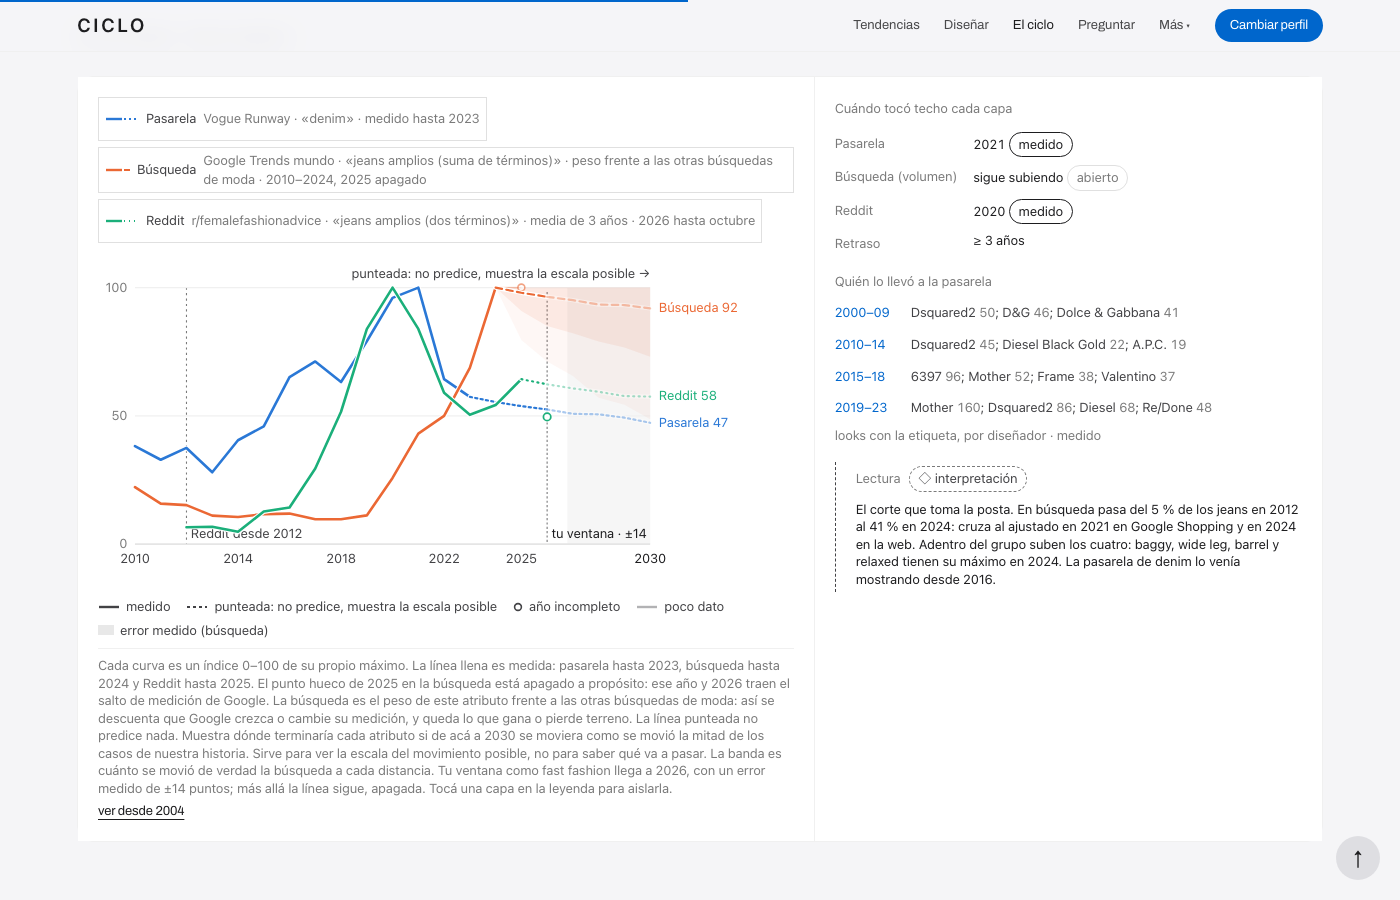 CICLO
Tendencias
Diseñar
El ciclo
Preguntar
Más
Cambiar perfil
Pasarela Vogue Runway · «denim» · medido hasta 2023
Búsqueda Google Trends mundo · «jeans amplios (suma de términos)» · peso frente a las otras búsquedas
de moda · 2010–2024, 2025 apagado
Reddit r/femalefashionadvice · «jeans amplios (dos términos)» · media de 3 años · 2026 hasta octubre
punteada: no predice, muestra la escala posible →
100
50
0
Búsqueda 92
Reddit 58
Pasarela 47
Reddit desde 2012
tu ventana · ±14
2010 2014 2018 2022 2025 2030
medido punteada: no predice, muestra la escala posible año incompleto poco dato
error medido (búsqueda)
Cada curva es un índice 0–100 de su propio máximo. La línea llena es medida: pasarela hasta 2023, búsqueda hasta
2024 y Reddit hasta 2025. El punto hueco de 2025 en la búsqueda está apagado a propósito: ese año y 2026 traen el
salto de medición de Google. La búsqueda es el peso de este atributo frente a las otras búsquedas de moda: así se
descuenta que Google crezca o cambie su medición, y queda lo que gana o pierde terreno. La línea punteada no
predice nada. Muestra dónde terminaría cada atributo si de acá a 2030 se moviera como se movió la mitad de los
casos de nuestra historia. Sirve para ver la escala del movimiento posible, no para saber qué va a pasar. La banda es
cuánto se movió de verdad la búsqueda a cada distancia. Tu ventana como fast fashion llega a 2026, con un error
medido de ±14 puntos; más allá la línea sigue, apagada. Tocá una capa en la leyenda para aislarla.
ver desde 2004
Cuándo tocó techo cada capa
Pasarela 2021 medido
Búsqueda (volumen) sigue subiendo abierto
Reddit 2020 medido
Retraso ≥ 3 años
Quién lo llevó a la pasarela
2000–09 Dsquared2 50; D&G 46; Dolce & Gabbana 41
2010–14 Dsquared2 45; Diesel Black Gold 22; A.P.C. 19
2015–18 6397 96; Mother 52; Frame 38; Valentino 37
2019–23 Mother 160; Dsquared2 86; Diesel 68; Re/Done 48
looks con la etiqueta, por diseñador · medido
Lectura ◇ interpretación
El corte que toma la posta. En búsqueda pasa del 5 % de los jeans en 2012
al 41 % en 2024: cruza al ajustado en 2021 en Google Shopping y en 2024
en la web. Adentro del grupo suben los cuatro: baggy, wide leg, barrel y
relaxed tienen su máximo en 2024. La pasarela de denim lo venía
mostrando desde 2016.
↑